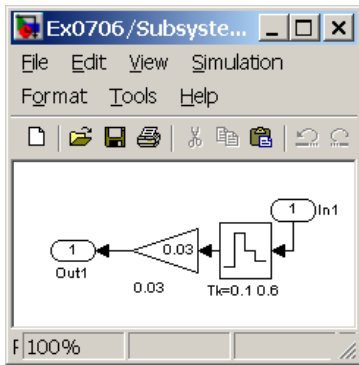 Ex0706/Subsyste...
File Edit View Simulation
Format Tools Help
1 In1
1 0.03
Out1
0.03 Tk=0.1 0.6
F 100%